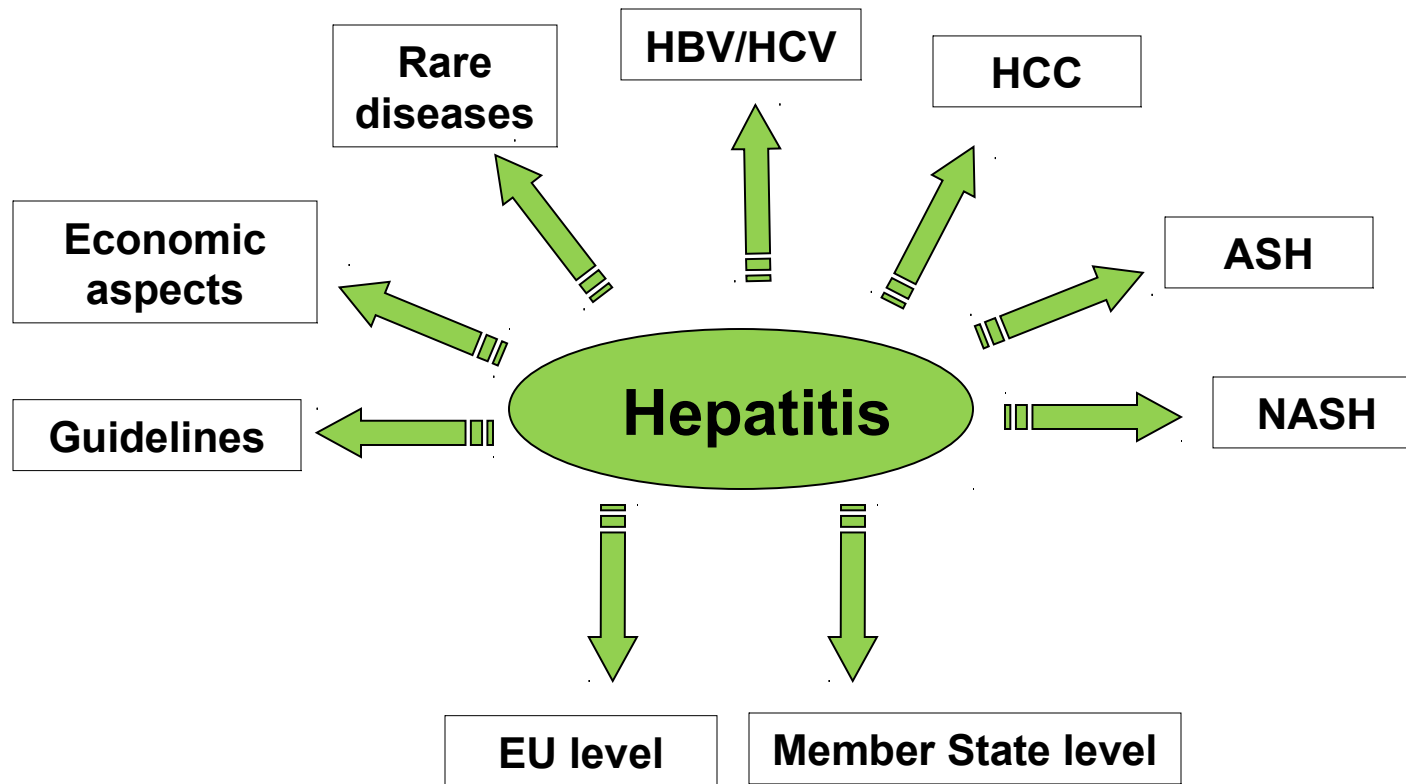 HBV/HCV
Rare
diseases
HCC
Economic
aspects
ASH
Hepatitis
Guidelines
NASH
EU level
Member State level